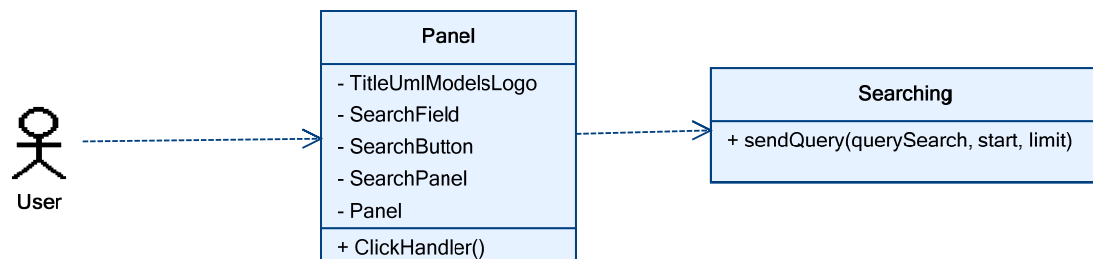 Panel
- TitleUmlModelsLogo
- SearchField
- SearchButton
- SearchPanel
- Panel
+ ClickHandler()
Searching
+ sendQuery(querySearch, start, limit)
User